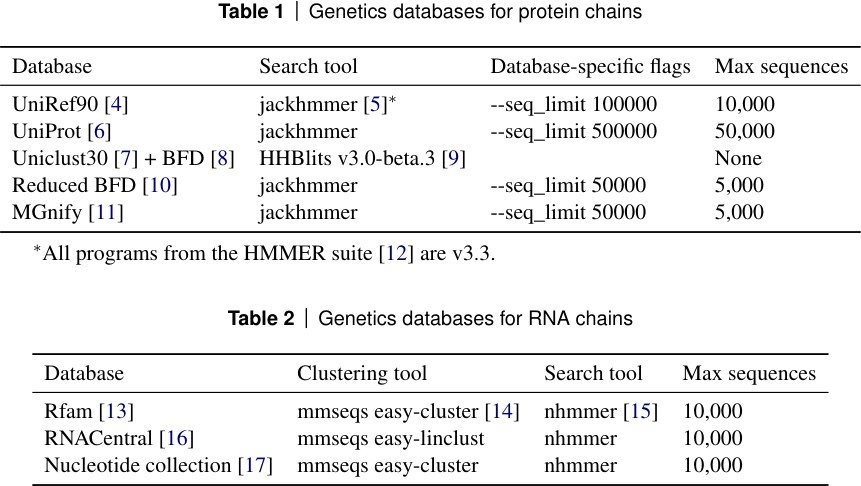 Table 1 | Genetics databases for protein chains
Database Search tool Database-specific flags Max sequences
UniRef90 [4] jackhmmer [5]* --seq_limit 100000 10,000
UniProt [6] jackhmmer --seq_limit 500000 50,000
Uniclust30 [7] + BFD [8] HHBlits v3.0-beta.3 [9] None
Reduced BFD [10] jackhmmer --seq_limit 50000 5,000
MGnify [11] jackhmmer --seq_limit 50000 5,000
*All programs from the HMMER suite [12] are v3.3.
Table 2 | Genetics databases for RNA chains
Database Clustering tool Search tool Max sequences
Rfam [13] mmseqs easy-cluster [14] nhmmer [15] 10,000
RNACentral [16] mmseqs easy-linclust nhmmer 10,000
Nucleotide collection [17] mmseqs easy-cluster nhmmer 10,000